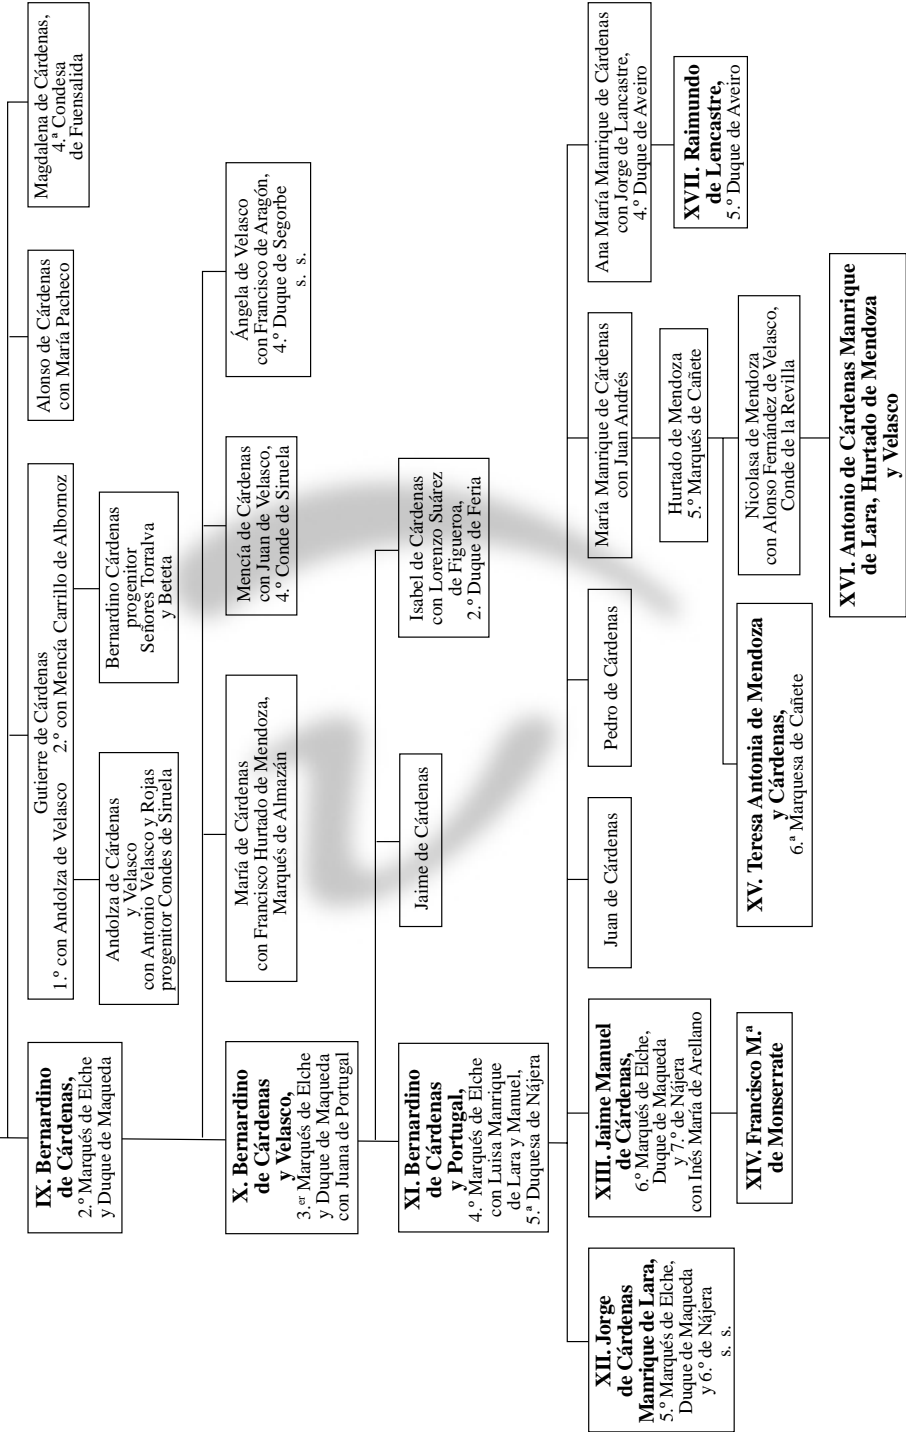 Magdalena de Cárdenas,
4.ª Condesa
de Fuensalida
Alonso de Cárdenas
con María Pacheco
Gutierre de Cárdenas
1.º con Andolza de Velasco 2.º con Mencía Carrillo de Albornoz
Bernardino Cárdenas
progenitor
Señores Torralva
y Beteta
Andolza de Cárdenas
y Velasco
con Antonio Velasco y Rojas
progenitor Condes de Siruela
IX. Bernardino
de Cárdenas,
2.º Marqués de Elche
y Duque de Maqueda
Ángela de Velasco
con Francisco de Aragón,
4.º Duque de Segorbe
s. s.
Mencía de Cárdenas
con Juan de Velasco,
4.º Conde de Siruela
María de Cárdenas
con Francisco Hurtado de Mendoza,
Marqués de Almazán
X. Bernardino
de Cárdenas
y Velasco,
3.er Marqués de Elche
y Duque de Maqueda
con Juana de Portugal
Isabel de Cárdenas
con Lorenzo Suárez
de Figueroa,
2.º Duque de Feria
Jaime de Cárdenas
XI. Bernardino
de Cárdenas
y Portugal,
4.º Marqués de Elche
con Luisa Manrique
de Lara y Manuel,
5.ª Duquesa de Nájera
Ana María Manrique de Cárdenas
con Jorge de Lancastre,
4.º Duque de Aveiro
XVII. Raimundo
de Lencastre,
5.º Duque de Aveiro
María Manrique de Cárdenas
con Juan Andrés
Hurtado de Mendoza
5.º Marqués de Cañete
Nicolasa de Mendoza
con Alonso Fernández de Velasco,
Conde de la Revilla
XVI. Antonio de Cárdenas Manrique
de Lara, Hurtado de Mendoza
y Velasco
XV. Teresa Antonia de Mendoza
y Cárdenas,
6.ª Marquesa de Cañete
Pedro de Cárdenas
Juan de Cárdenas
XIII. Jaime Manuel
de Cárdenas,
6.º Marqués de Elche,
Duque de Maqueda
y 7.º de Nájera
con Inés María de Arellano
XIV. Francisco M.ª
de Monserrate
XII. Jorge
de Cárdenas
Manrique de Lara,
5.º Marqués de Elche,
Duque de Maqueda
y 6.º de Nájera
s. s.